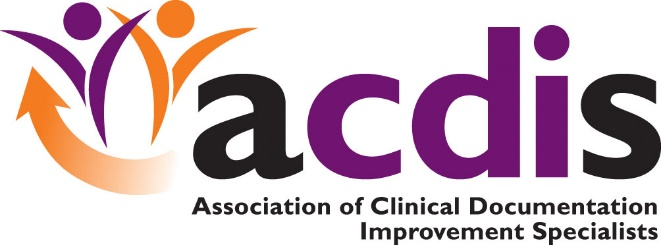 acdis
Association of Clinical Documentation
Improvement Specialists